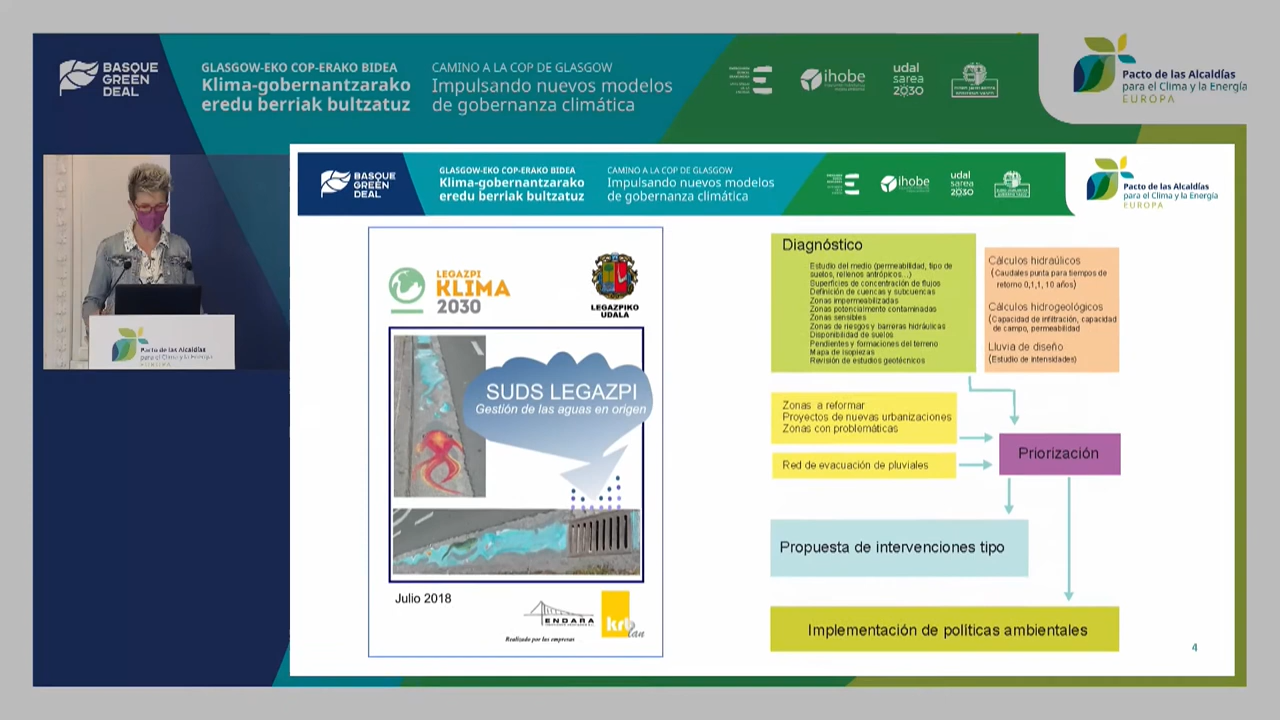 BASQUE
GREEN
DEAL
GLASGOW-EKO COP-ERAKO BIDEA
Klima-gobernantzarako
eredu berriak bultzatuz
CAMINO A LA COP DE GLASGOW
Impulsando nuevos modelos
de gobernanza climática
ihobe
udal
sarea
2030
Pacto de las Alcaldías
para el Clima y la Energía
EUROPA
BASQUE
GREEN
DEAL
GLASGOW-EKO COP-ERAKO BIDEA
Klima-gobernantzarako
eredu berriak bultzatuz
CAMINO A LA COP DE GLASGOW
Impulsando nuevos modelos
de gobernanza climática
ihobe
udal
sarea
2030
Pacto de las Alcaldías
para el Clima y la Energía
EUROPA
Pacto de las Alcaldías
para el Clima y la Energía
LEGAZPI
KLIMA
2030
LEGAZPIKO
UDALA
SUDS LEGAZPI
Gestión de las aguas en origen
Julio 2018
ENDARA
krean
Realizado por las empresas
Diagnóstico
Estudio del medio (permeabilidad, tipo de
suelos, rellenos antrópicos...)
Superficies de concentración de flujos
Definición de cuencas y subcuencas
Zonas impermeabilizadas
Zonas potencialmente contaminadas
Zonas sensibles
Zonas de riesgos y barreras hidráulicas
Disponibilidad de suelos
Pendientes y formaciones del terreno
Mapa de isopiezas
Revisión de estudios geotécnicos
Cálculos hidraúlicos
(Caudales punta para tiempos de
retorno 0,1,1, 10 años)
Cálculos hidrogeológicos
(Capacidad de infiltración, capacidad
de campo, permeabilidad
Lluvia de diseño
(Estudio de intensidades)
Zonas a reformar
Proyectos de nuevas urbanizaciones
Zonas con problemáticas
Red de evacuación de pluviales
Priorización
Propuesta de intervenciones tipo
Implementación de políticas ambientales
4